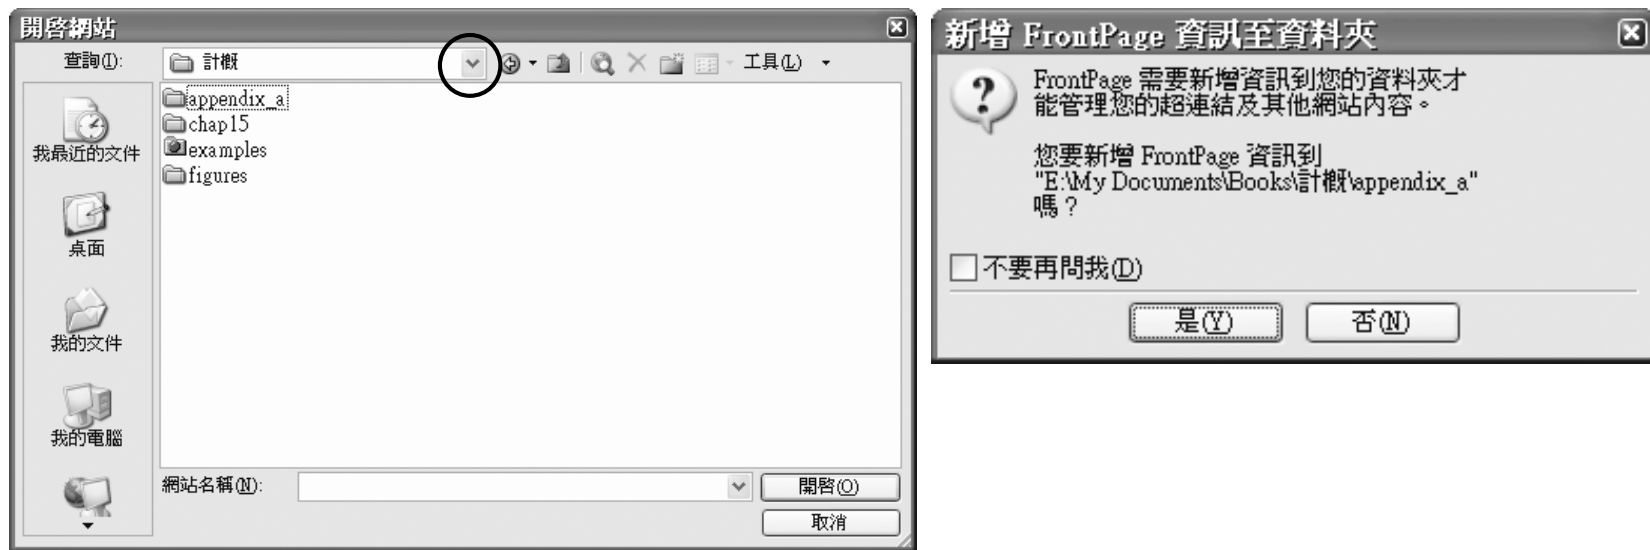 開啓網站
查詢(I):
計概
工具(L)
appendix_a
chap15
examples
figures
我最近的文件
桌面
我的文件
我的電腦
網站名稱(N):
開啓(O)
取消
新增 FrontPage 資訊至資料夾
FrontPage 需要新增資訊到您的資料夾才
能管理您的超連結及其他網站內容。
您要新增 FrontPage 資訊到
"E:\My Documents\Books\計概\appendix_a"
嗎？
不要再問我(D)
是(Y)
否(N)